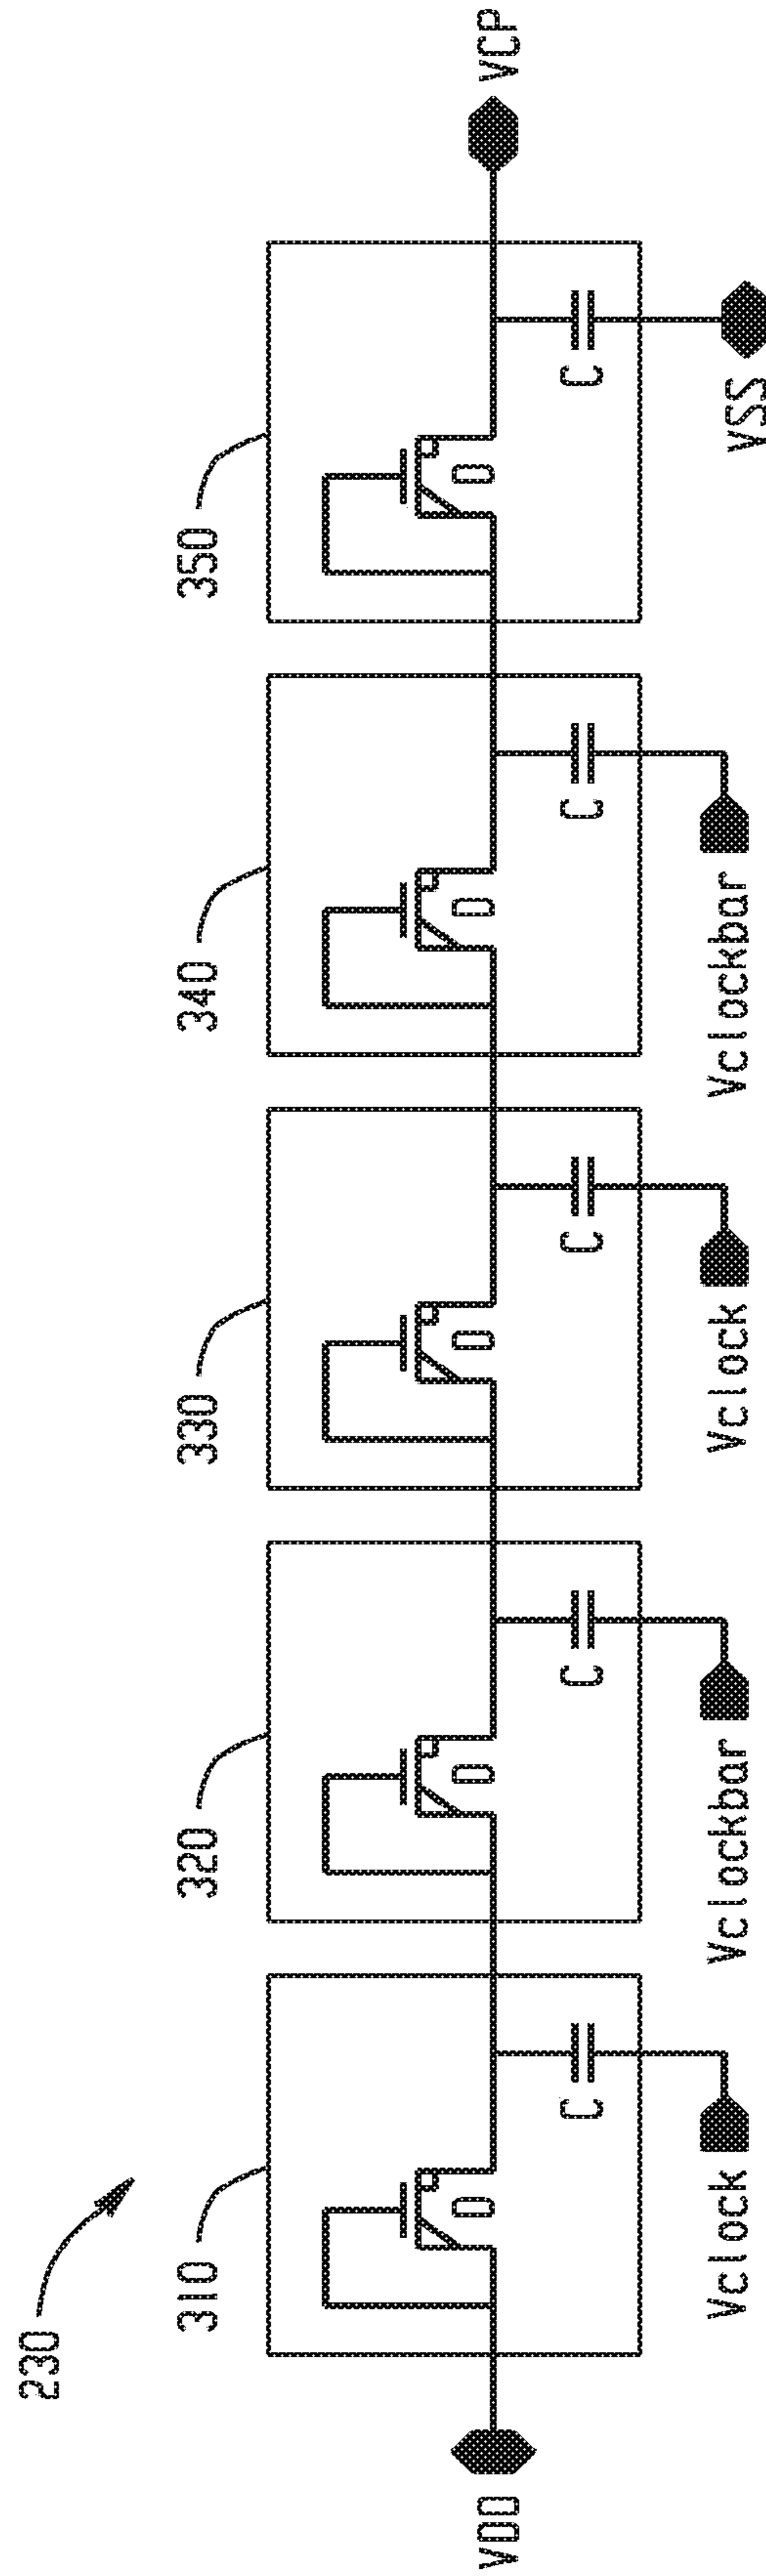 230
310
320
330
340
350
D
D
D
D
D
VDD
VCP
C
C
C
C
C
Vclock
Vclockbar
Vclock
Vclockbar
VSS